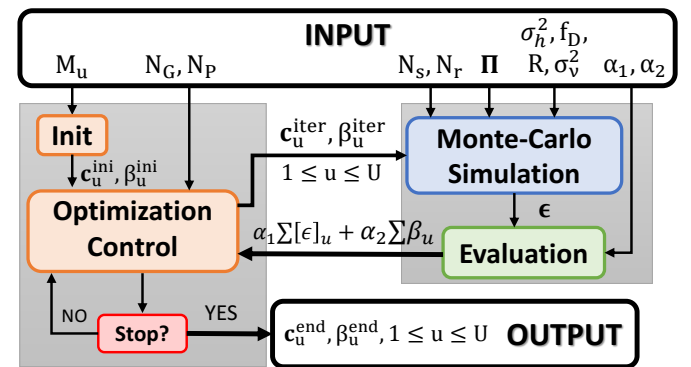 INPUT
M_u
N_G, N_P
N_s, N_r
Π
σ_h^2, f_D,
R, σ_ν^2
α_1, α_2
Init
c_u^ini, β_u^ini
Optimization
Control
c_u^iter, β_u^iter
1 ≤ u ≤ U
Monte-Carlo
Simulation
ϵ
α_1∑[ϵ]_u + α_2∑β_u
Evaluation
NO
Stop?
YES
c_u^end, β_u^end, 1 ≤ u ≤ U OUTPUT